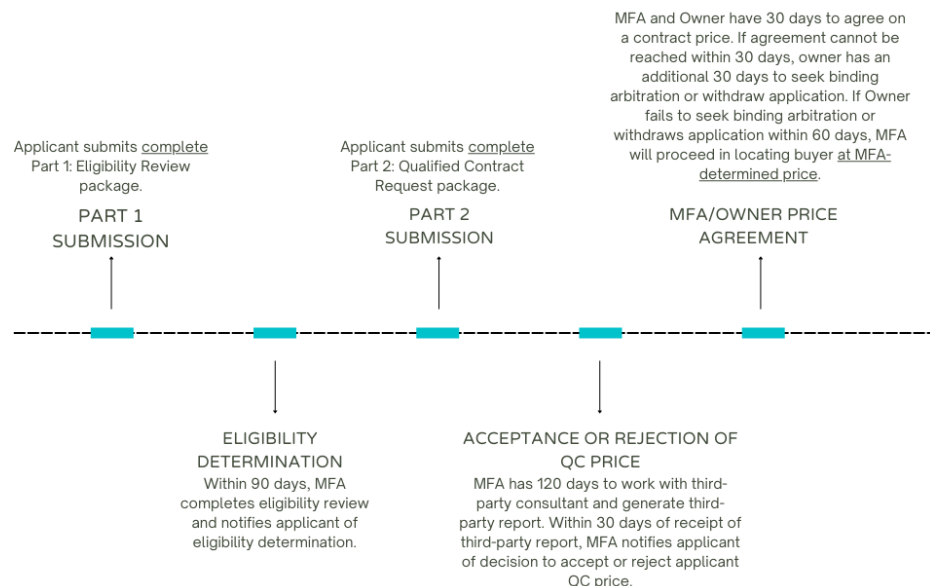 Applicant submits complete
Part 1: Eligibility Review
package.
PART 1
SUBMISSION
ELIGIBILITY
DETERMINATION
Within 90 days, MFA
completes eligibility review
and notifies applicant of
eligibility determination.
Applicant submits complete
Part 2: Qualified Contract
Request package.
PART 2
SUBMISSION
ACCEPTANCE OR REJECTION OF
QC PRICE
MFA has 120 days to work with third-
party consultant and generate third-
party report. Within 30 days of receipt of
third-party report, MFA notifies applicant
of decision to accept or reject applicant
QC price.
MFA and Owner have 30 days to agree on
a contract price. If agreement cannot be
reached within 30 days, owner has an
additional 30 days to seek binding
arbitration or withdraw application. If Owner
fails to seek binding arbitration or
withdraws application within 60 days, MFA
will proceed in locating buyer at MFA-
determined price.
MFA/OWNER PRICE
AGREEMENT